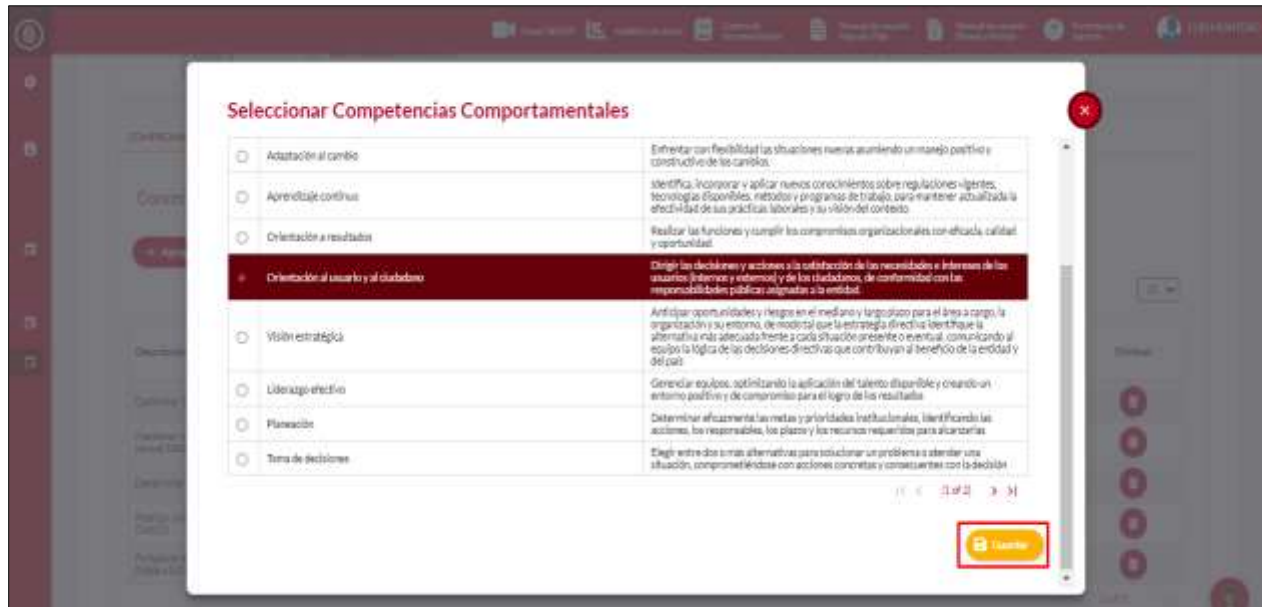 Seleccionar Competencias Comportamentales
Adaptación al cambio
Enfrentar con flexibilidad las situaciones nuevas asumiendo un manejo positivo y
constructivo de los cambios.
Aprendizaje continuo
Identifica, incorporar y aplicar nuevos conocimientos sobre regulaciones vigentes,
tecnologías disponibles, métodos y programas de trabajo, para mantener actualizada la
efectividad de sus prácticas laborales y su visión del contexto.
Orientación a resultados
Realizar las funciones y cumplir los compromisos organizacionales con eficacia, calidad
y oportunidad.
Orientación al usuario y al ciudadano
Dirigir las decisiones y acciones a la satisfacción de las necesidades e intereses de los
usuarios (internos y externos) y de los ciudadanos, de conformidad con las
responsabilidades públicas asignadas a la entidad.
Visión estratégica
Anticipar oportunidades y riesgos en el mediano y largo plazo para el área a cargo, la
organización y su entorno, de modo tal que la estrategia directiva identifique la
alternativa más adecuada frente a cada situación presente o eventual, comunicando al
equipo la lógica de las decisiones directivas que contribuyan al beneficio de la entidad y
del país
Liderazgo efectivo
Gerenciar equipos, optimizando la aplicación del talento disponible y creando un
entorno positivo y de compromiso para el logro de los resultados
Planeación
Determinar eficazmente las metas y prioridades institucionales, identificando las
acciones, los responsables, los plazos y los recursos requeridos para alcanzarlas
Toma de decisiones
Elegir entre dos o más alternativas para solucionar un problema o atender una
situación, comprometiéndose con acciones concretas y consecuentes con la decisión
(1 of 2)
Guardar